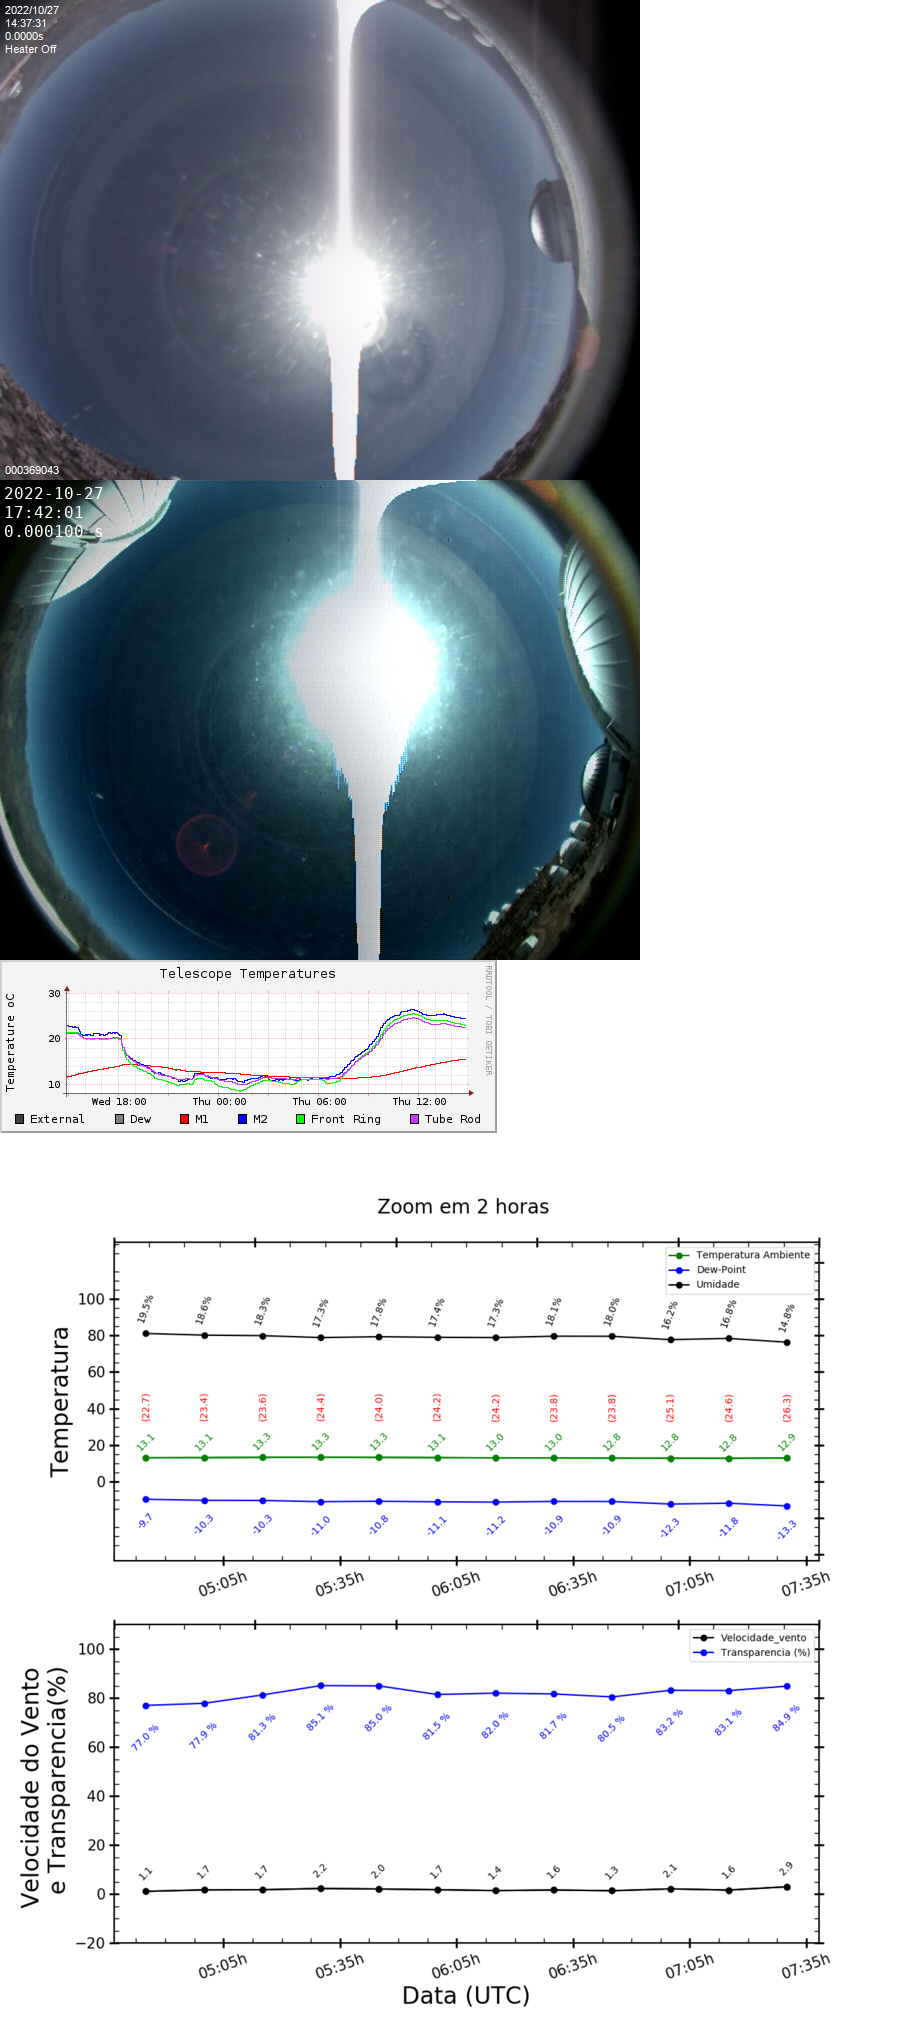 2022/10/27
14:37:31
0.0000s
Heater Off
000369043
2022-10-27
17:42:01
0.000100 s
Telescope Temperatures
RRDTOOL / TOBI OETIKER
Temperature oC
30
20
10
Wed 18:00 Thu 00:00 Thu 06:00 Thu 12:00
External Dew M1 M2 Front Ring Tube Rod
Zoom em 2 horas
Temperatura Ambiente
Dew-Point
Umidade
Temperatura
100
80
60
40
20
0
19.5% 18.6% 18.3% 17.3% 17.8% 17.4% 17.3% 18.1% 18.0% 16.2% 16.8% 14.8%
(22.7) (23.4) (23.6) (24.4) (24.0) (24.2) (24.2) (23.8) (23.8) (25.1) (24.6) (26.3)
13.1 13.1 13.3 13.3 13.3 13.1 13.0 13.0 12.8 12.8 12.8 12.9
-9.7 -10.3 -10.3 -11.0 -10.8 -11.1 -11.2 -10.9 -10.9 -12.3 -11.8 -13.3
05:05h 05:35h 06:05h 06:35h 07:05h 07:35h
Velocidade_vento
Transparencia (%)
Velocidade do Vento
e Transparencia(%)
100
80
60
40
20
0
−20
77.0 % 77.9 % 81.3 % 85.1 % 85.0 % 81.5 % 82.0 % 81.7 % 80.5 % 83.2 % 83.1 % 84.9 %
1.1 1.7 1.7 2.2 2.0 1.7 1.4 1.6 1.3 2.1 1.6 2.9
05:05h 05:35h 06:05h 06:35h 07:05h 07:35h
Data (UTC)